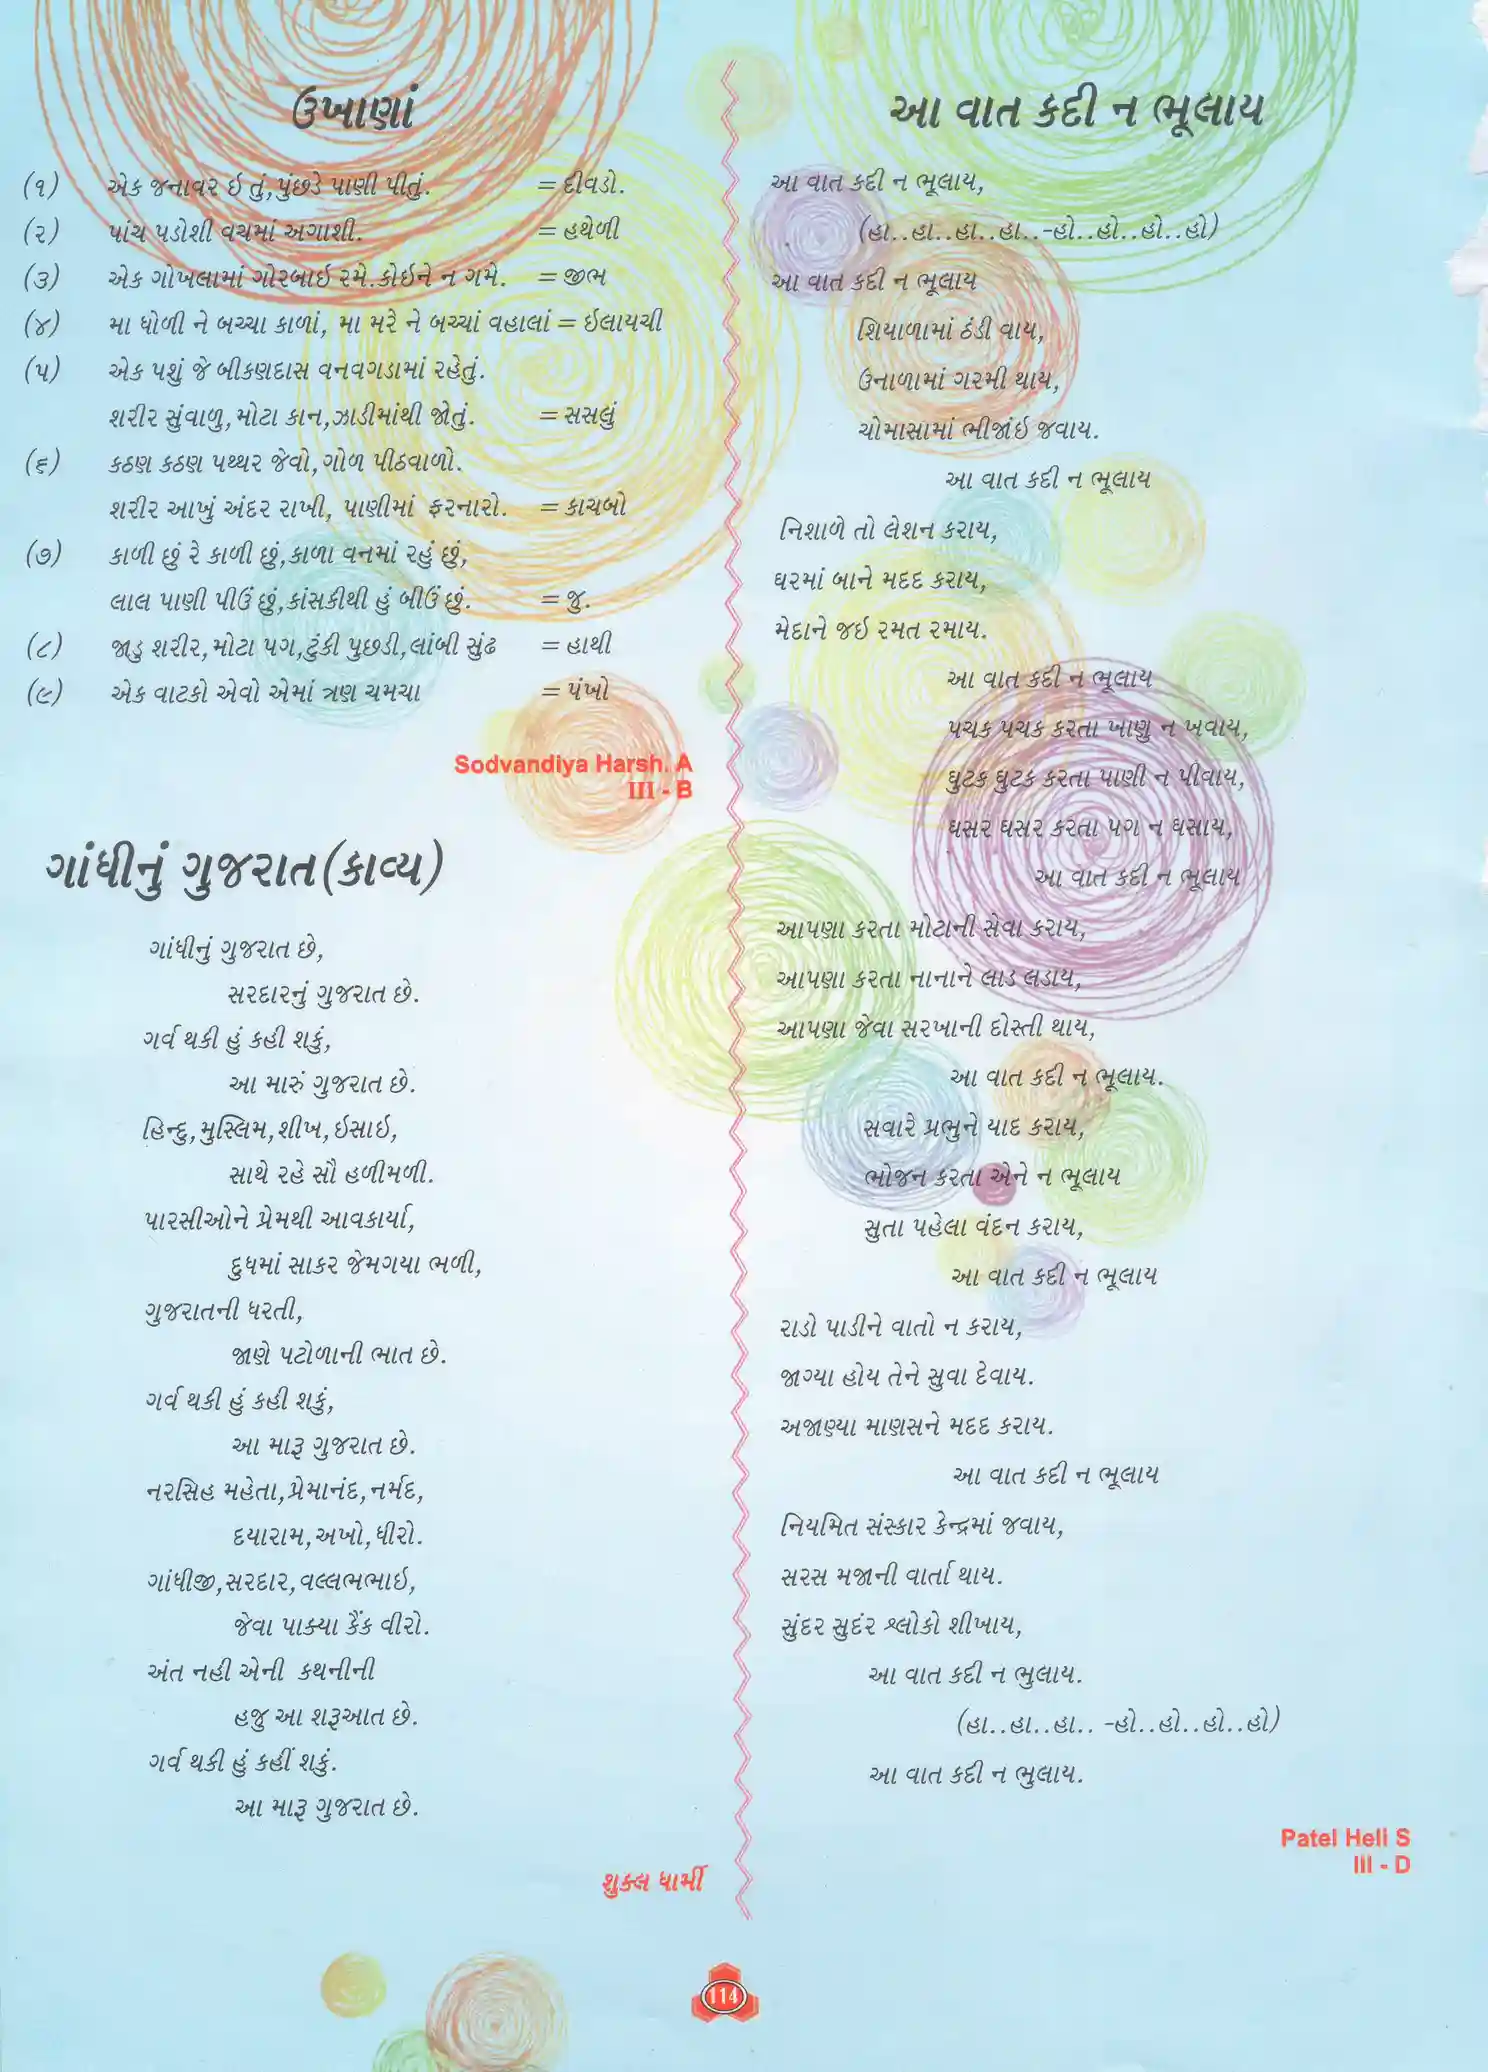 ઉખાણાં
(૧) એક જનાવર ઇ તું,પુંછડે પાણી પીતું. = દીવડો.
(૨) પાંચ પડોશી વચમાં અગાશી. = હથેળી
(૩) એક ગોખલામાં ગોરબાઇ રમે.કોઇને ન ગમે. = જીભ
(૪) મા ધોળી ને બચ્ચા કાળાં, મા મરે ને બચ્ચાં વહાલાં = ઇલાયચી
(૫) એક પશું જે બીકણદાસ વનવગડામાં રહેતું.
શરીર સુંવાળુ,મોટા કાન,ઝાડીમાંથી જોતું. = સસલું
(૬) કઠણ કઠણ પથ્થર જેવો,ગોળ પીઠવાળો.
શરીર આખું અંદર રાખી, પાણીમાં ફરનારો. = કાચબો
(૭) કાળી છું રે કાળી છું,કાળા વનમાં રહું છું,
લાલ પાણી પીઉં છું,કાંસકીથી હું બીઉં છું. = જુ.
(૮) જાડુ શરીર,મોટા પગ,ટુંકી પુછડી,લાંબી સુંઢ = હાથી
(૯) એક વાટકો એવો એમાં ત્રણ ચમચા = પંખો
Sodvandiya Harsh. A
III - B
ગાંધીનું ગુજરાત(કાવ્ય)
ગાંધીનું ગુજરાત છે,
સરદારનું ગુજરાત છે.
ગર્વ થકી હું કહી શકું,
આ મારું ગુજરાત છે.
હિન્દુ,મુસ્લિમ,શીખ,ઇસાઇ,
સાથે રહે સૌ હળીમળી.
પારસીઓને પ્રેમથી આવકાર્યા,
દુધમાં સાકર જેમગયા ભળી,
ગુજરાતની ધરતી,
જાણે પટોળાની ભાત છે.
ગર્વ થકી હું કહી શકું,
આ મારૂ ગુજરાત છે.
નરસિહ મહેતા,પ્રેમાનંદ,નર્મદ,
દયારામ,અખો,ધીરો.
ગાંધીજી,સરદાર,વલ્લભભાઇ,
જેવા પાક્યા કૈંક વીરો.
અંત નહી એની કથનીની
હજુ આ શરૂઆત છે.
ગર્વ થકી હું કહીં શકું.
આ મારૂ ગુજરાત છે.
શુક્લ ધાર્મી
આ વાત કદી ન ભૂલાય
આ વાત કદી ન ભૂલાય,
(હા..હા..હા..હા..-હો..હો..હો..હો)
આ વાત કદી ન ભૂલાય
શિયાળામાં ઠંડી વાય,
ઉનાળામાં ગરમી થાય,
ચોમાસામાં ભીજાંઇ જવાય.
આ વાત કદી ન ભૂલાય
નિશાળે તો લેશન કરાય,
ઘરમાં બાને મદદ કરાય,
મેદાને જઇ રમત રમાય.
આ વાત કદી ન ભૂલાય
પચક પચક કરતા ખાણુ ન ખવાય,
ઘુટક ઘુટક કરતા પાણી ન પીવાય,
ઘસર ઘસર કરતા પગ ન ઘસાય,
આ વાત કદી ન ભૂલાય
આપણા કરતા મોટાની સેવા કરાય,
આપણા કરતા નાનાને લાડ લડાય,
આપણા જેવા સરખાની દોસ્તી થાય,
આ વાત કદી ન ભૂલાય.
સવારે પ્રભુને યાદ કરાય,
ભોજન કરતા એને ન ભૂલાય
સુતા પહેલા વંદન કરાય,
આ વાત કદી ન ભૂલાય
રાડો પાડીને વાતો ન કરાય,
જાગ્યા હોય તેને સુવા દેવાય.
અજાણ્યા માણસને મદદ કરાય.
આ વાત કદી ન ભૂલાય
નિયમિત સંસ્કાર કેન્દ્રમાં જવાય,
સરસ મજાની વાર્તા થાય.
સુંદર સુદંર શ્લોકો શીખાય,
આ વાત કદી ન ભુલાય.
(હા..હા..હા.. -હો..હો..હો..હો)
આ વાત કદી ન ભુલાય.
Patel Heli S
III - D
114